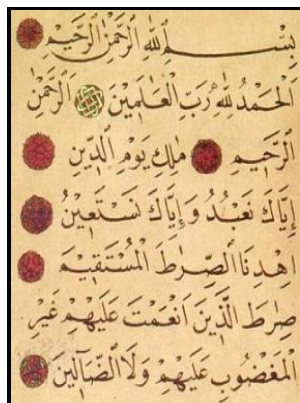 بِسْمِ اللَّهِ الرَّحْمٰنِ الرَّحِيمِ
الْحَمْدُ لِلَّهِ رَبِّ الْعَالَمِينَ الرَّحْمٰنِ
الرَّحِيمِ مٰلِكِ يَوْمِ الدِّينِ
إِيَّاكَ نَعْبُدُ وَإِيَّاكَ نَسْتَعِينُ
اِهْدِنَا الصِّرَاطَ الْمُسْتَقِيمَ
صِرَاطَ الَّذِينَ اَنْعَمْتَ عَلَيْهِمْ غَيْرِ
الْمَغْضُوبِ عَلَيْهِمْ وَلَا الضَّالِّينَ